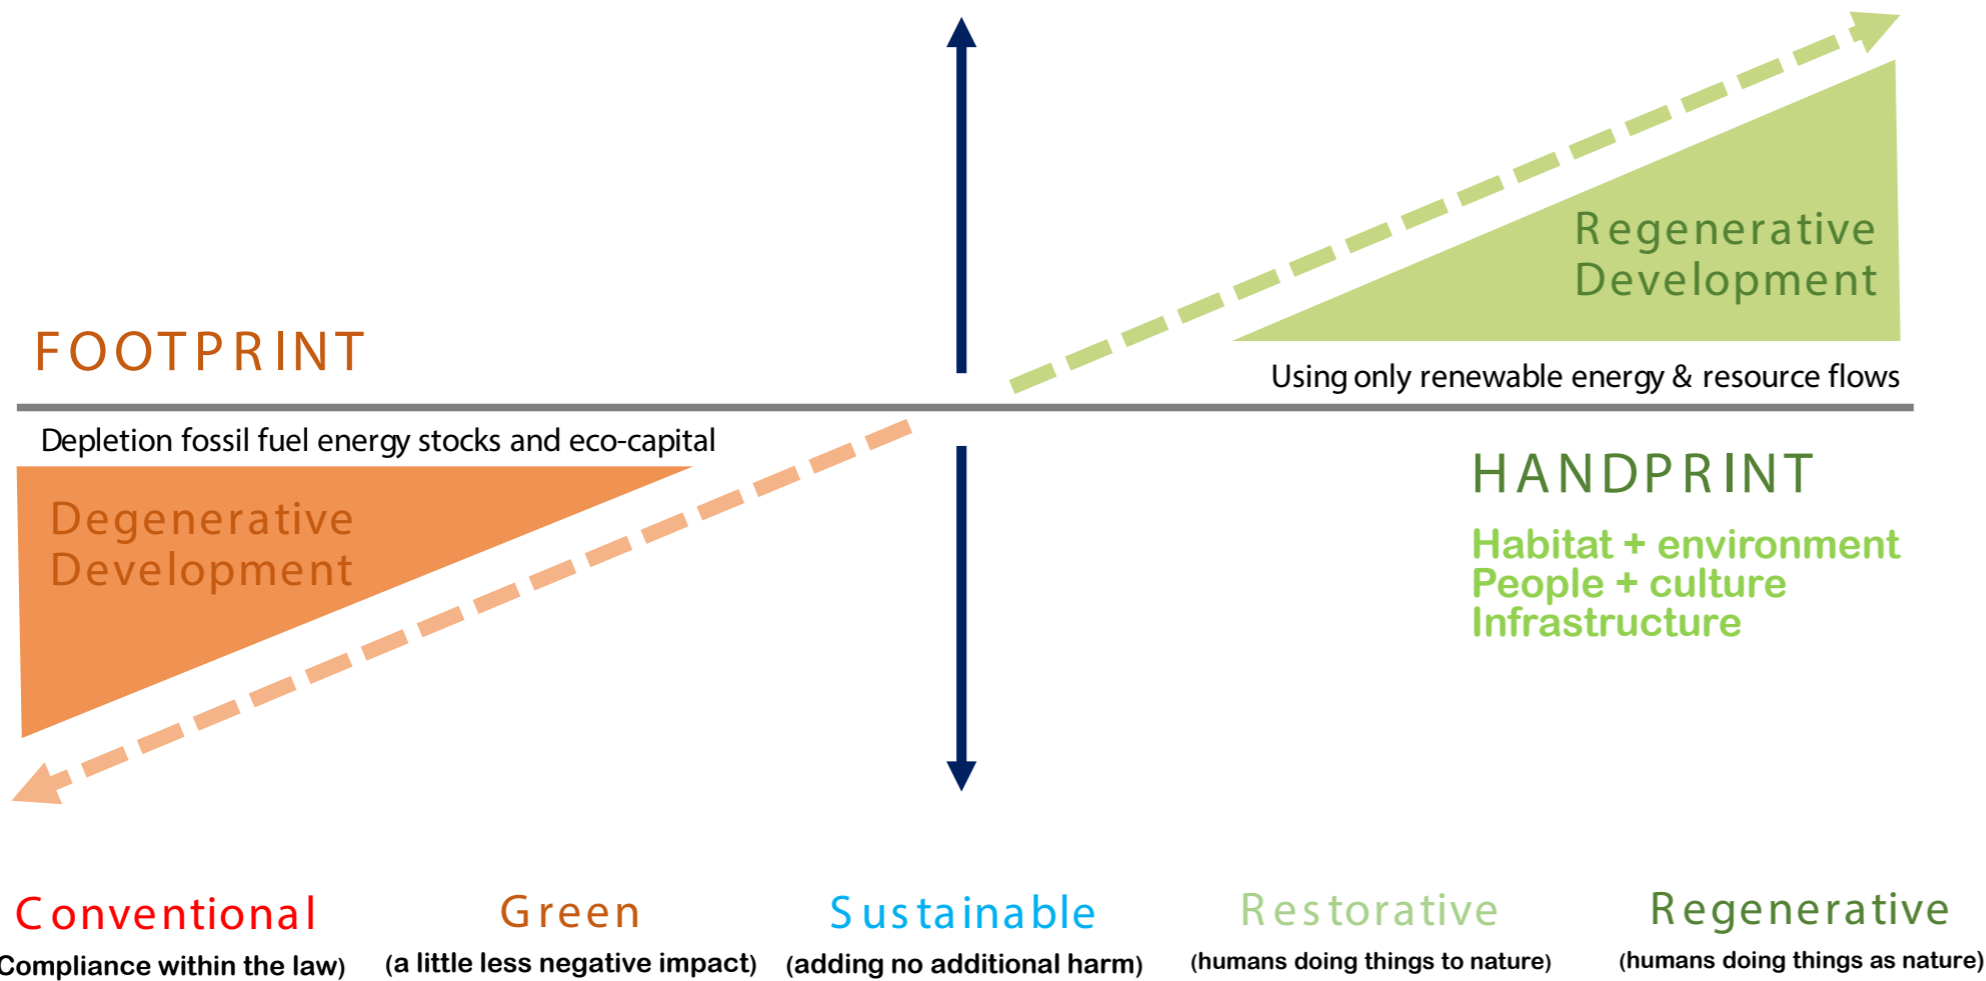 Regenerative
Development
FOOTPRINT
Using only renewable energy & resource flows
Depletion fossil fuel energy stocks and eco-capital
Degenerative
Development
HANDPRINT
Habitat + environment
People + culture
Infrastructure
Conventional
Compliance within the law)
Green
(a little less negative impact)
Sustainable
(adding no additional harm)
Restorative
(humans doing things to nature)
Regenerative
(humans doing things as nature)